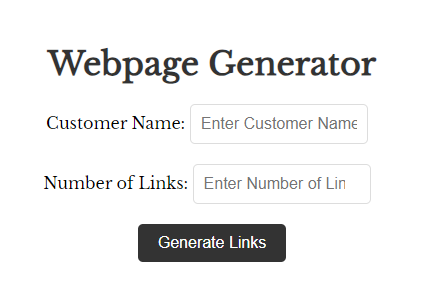 Webpage Generator
Customer Name: Enter Customer Name
Number of Links: Enter Number of Lin
Generate Links